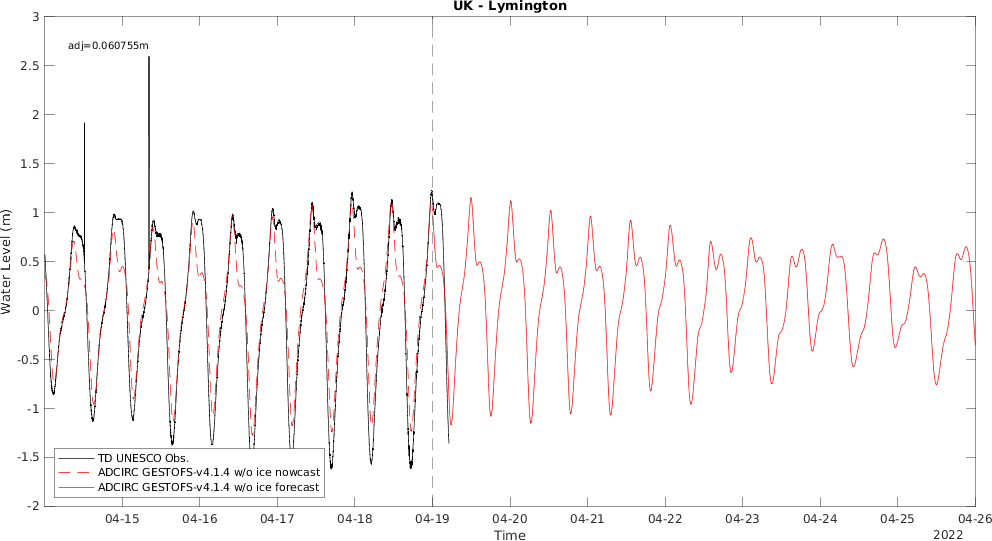 UK - Lymington
adj=0.060755m
3
2.5
2
1.5
1
0.5
0
-0.5
-1
-1.5
-2
Water Level (m)
TD UNESCO Obs.
ADCIRC GESTOFS-v4.1.4 w/o ice nowcast
ADCIRC GESTOFS-v4.1.4 w/o ice forecast
04-15 04-16 04-17 04-18 04-19 04-20 04-21 04-22 04-23 04-24 04-25 04-26
Time
2022